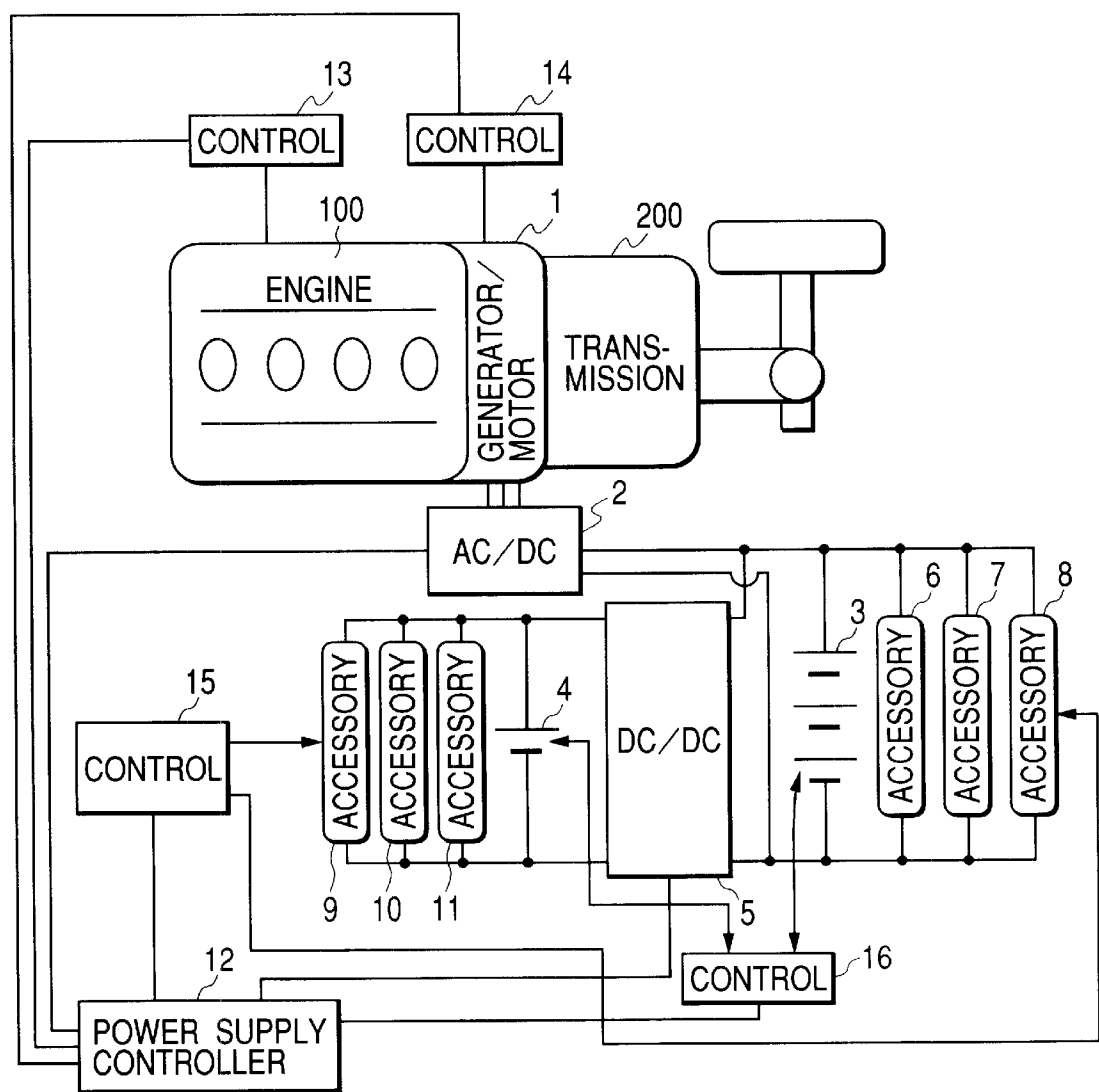 13
14
CONTROL
CONTROL
100
1
200
ENGINE
GENERATOR/
MOTOR
TRANS-
MISSION
2
AC/DC
6
7
8
3
15
4
CONTROL
ACCESSORY
ACCESSORY
ACCESSORY
DC/DC
ACCESSORY
ACCESSORY
ACCESSORY
9
10
11
5
12
CONTROL
16
POWER SUPPLY
CONTROLLER